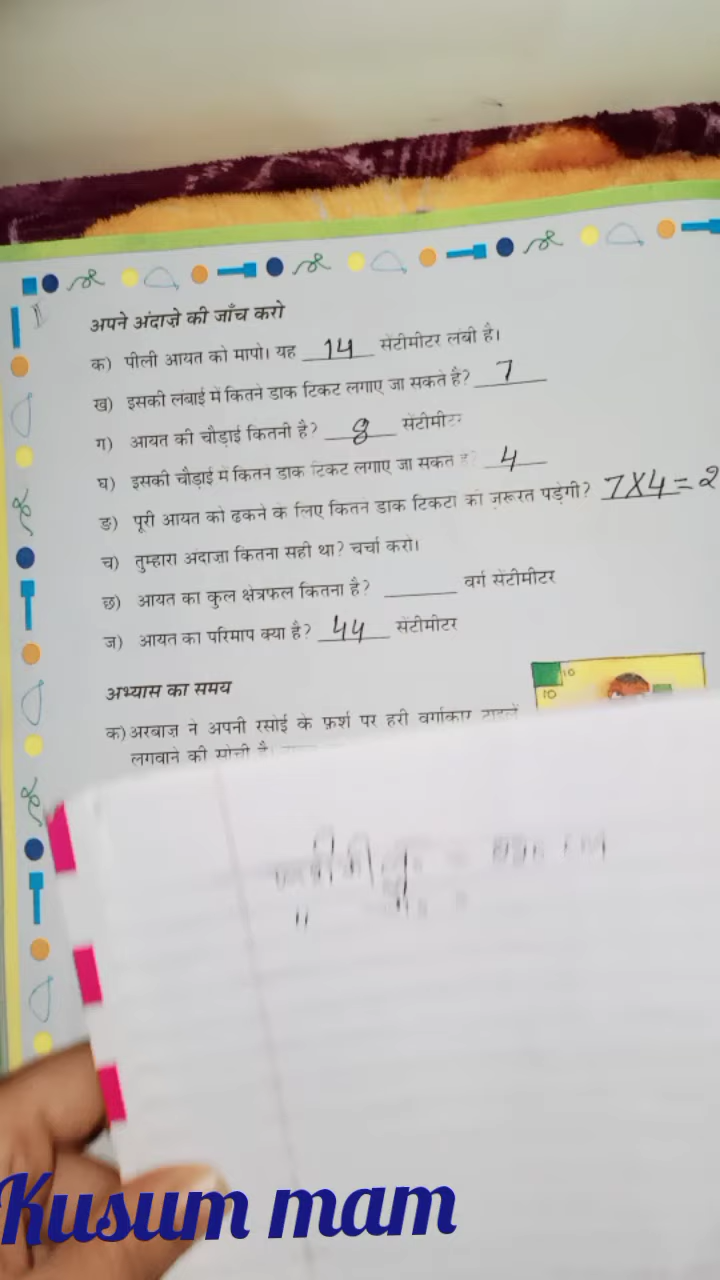 अपने अंदाज़े की जाँच करो
क) पीली आयत को मापो। यह 14 सेंटीमीटर लंबी है।
ख) इसकी लंबाई में कितने डाक टिकट लगाए जा सकते है? 7
ग) आयत की चौड़ाई कितनी है? 8 सेंटीमीटर
घ) इसकी चौड़ाई में कितने डाक टिकट लगाए जा सकते है? 4
ङ) पूरी आयत को ढकने के लिए कितने डाक टिकटों की ज़रूरत पड़ेगी? 7X4=2
च) तुम्हारा अंदाज़ा कितना सही था? चर्चा करो।
छ) आयत का कुल क्षेत्रफल कितना है? वर्ग सेंटीमीटर
ज) आयत का परिमाप क्या है? 44 सेंटीमीटर
अभ्यास का समय
10
10
क) अरबाज़ ने अपनी रसोई के फ़र्श पर हरी वर्गाकार टाइलें
लगवाने की सोची है।
Kusum mam